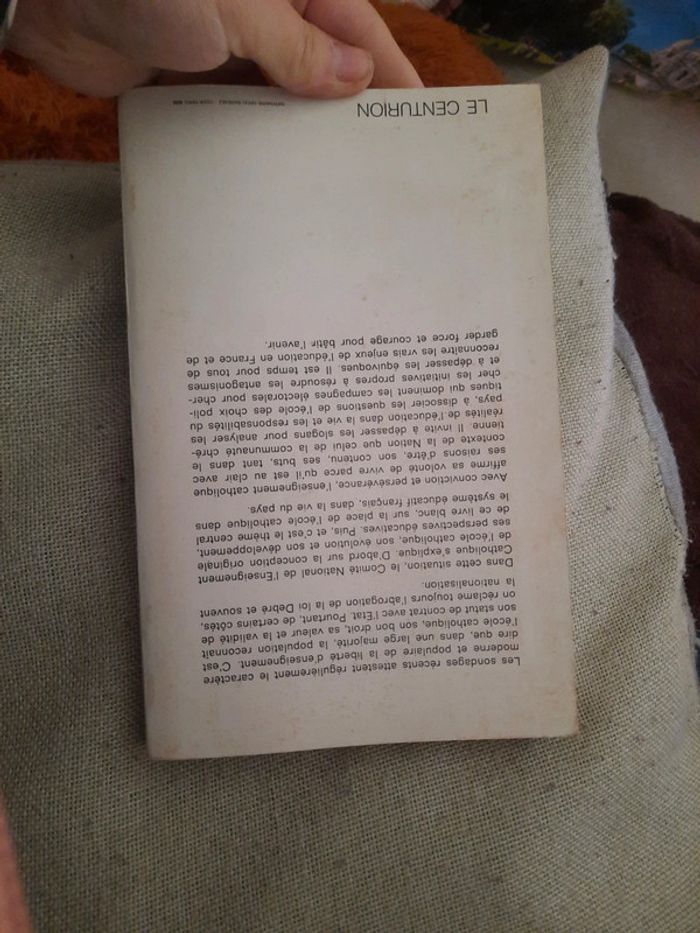 Les sondages récents attestent régulièrement le caractère
moderne et populaire de la liberté d'enseignement. C'est
dire que, dans une large majorité, la population reconnaît
l'école catholique, son bon droit, sa valeur et la validité de
son statut de contrat avec l'Etat. Pourtant, de certains côtés,
on réclame toujours l'abrogation de la loi Debré et souvent
la nationalisation.
Dans cette situation, le Comité National de l'Enseignement
Catholique s'explique. D'abord sur la conception originale
de l'école catholique, son évolution et son développement,
ses perspectives éducatives. Puis, et c'est le thème central
de ce livre blanc, sur la place de l'école catholique dans
le système éducatif français, dans la vie du pays.
Avec conviction et persévérance, l'enseignement catholique
affirme sa volonté de vivre parce qu'il est au clair avec
ses raisons d'être, son contenu, ses buts, tant dans le
contexte de la Nation que celui de la communauté chré-
tienne. Il invite à dépasser les slogans pour analyser les
réalités de l'éducation dans la vie et les responsabilités du
pays, à dissocier les questions de l'école des choix poli-
tiques qui dominent les campagnes électorales pour cher-
cher les initiatives propres à résoudre les antagonismes
et à dépasser les équivoques. Il est temps pour tous de
reconnaître les vrais enjeux de l'éducation en France et de
garder force et courage pour bâtir l'avenir.
LE CENTURION